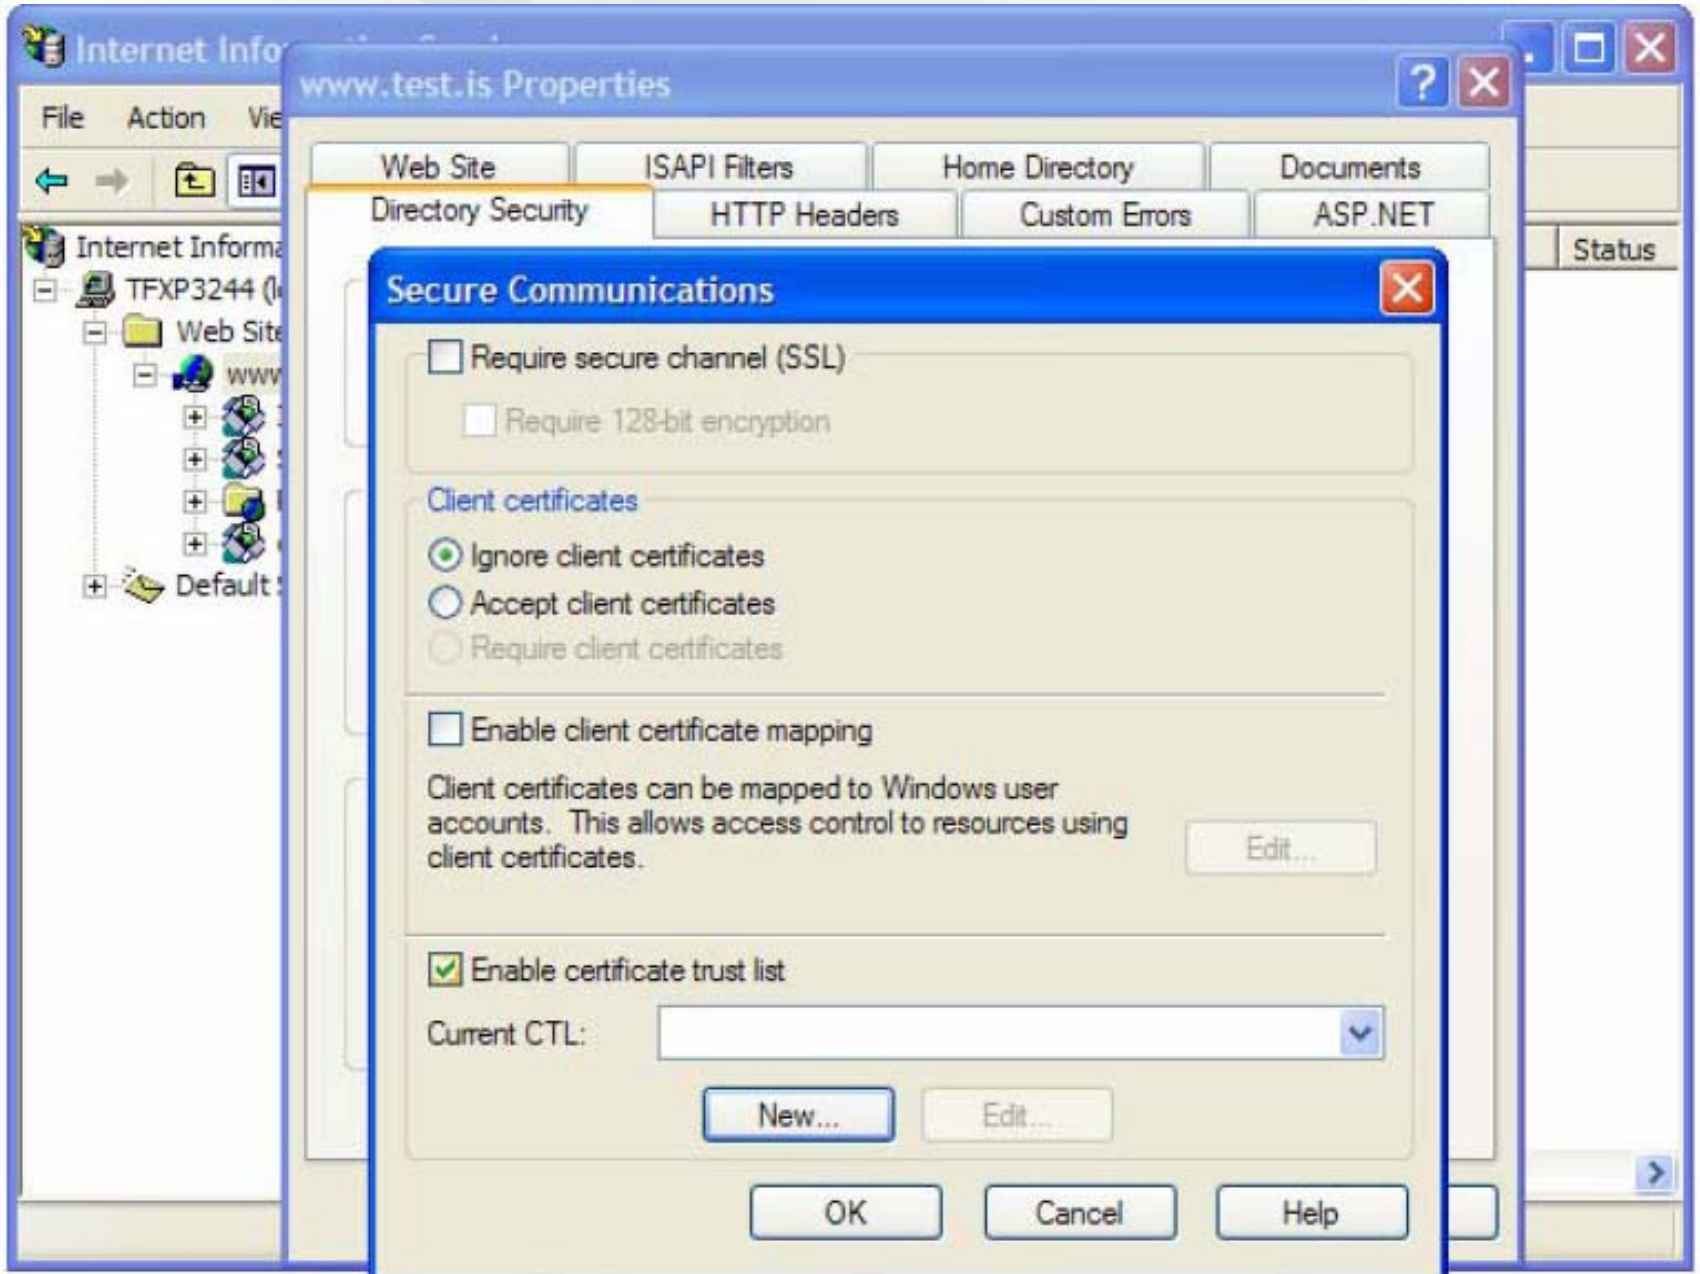 Internet Info
www.test.is Properties
File Action Vie
Web Site ISAPI Filters Home Directory Documents
Directory Security HTTP Headers Custom Errors ASP.NET
Internet Informa
Status
TFXP3244 (l
Web Site
www
Default
Secure Communications
Require secure channel (SSL)
Require 128-bit encryption
Client certificates
Ignore client certificates
Accept client certificates
Require client certificates
Enable client certificate mapping
Client certificates can be mapped to Windows user
accounts. This allows access control to resources using
client certificates.
Edit...
Enable certificate trust list
Current CTL:
New... Edit...
OK Cancel Help